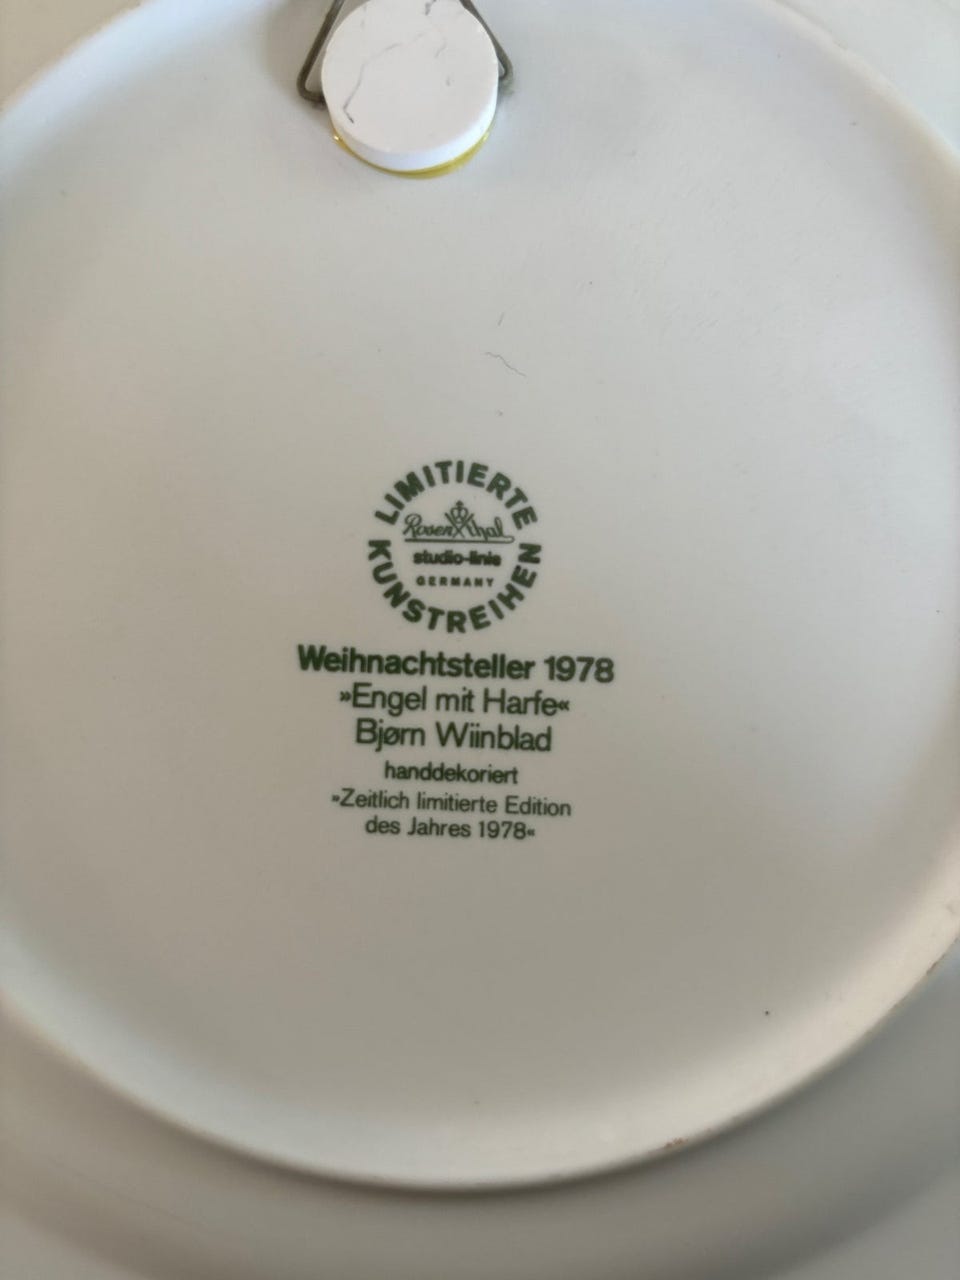 LIMITIERTE
Rosenthal
studio-linie
GERMANY
KUNSTREIHEN
Weihnachtsteller 1978
»Engel mit Harfe«
Bjørn Wiinblad
handdekoriert
»Zeitlich limitierte Edition
des Jahres 1978«